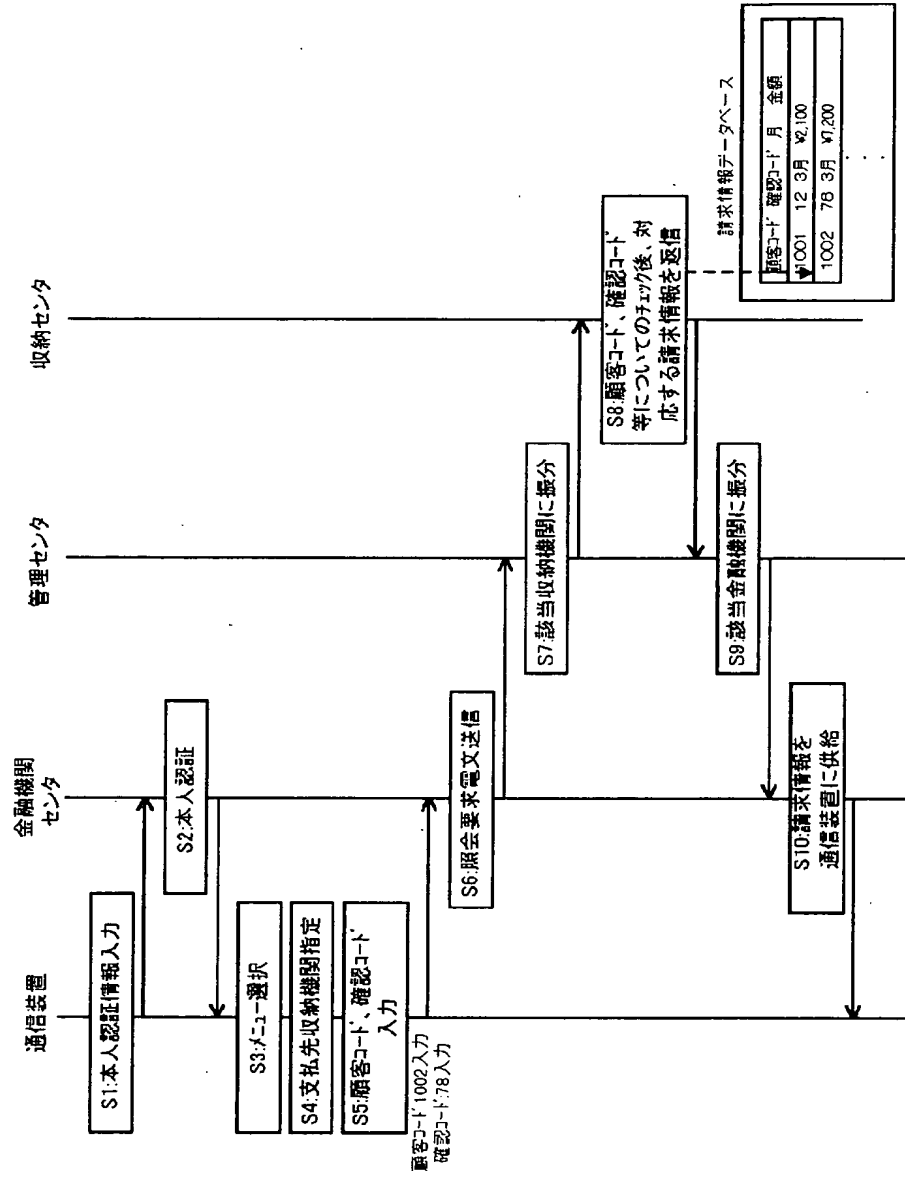 通信装置
金融機関
センタ
管理センタ
収納センタ
S1:本人認証情報入力
S2:本人認証
S3:メニュー選択
S4:支払先収納機関指定
S5:顧客コード、確認コード
入力
顧客コード:1002入力
確認コード:78入力
S6:照会要求電文送信
S7:該当収納機関に振分
S8:顧客コード、確認コード
等についてのチェック後、対
応する請求情報を返信
請求情報データベース
顧客コード 確認コード 月 金額
1001 12 3月 ¥2,100
1002 78 3月 ¥7,200
S9:該当金融機関に振分
S10:請求情報を
通信装置に供給